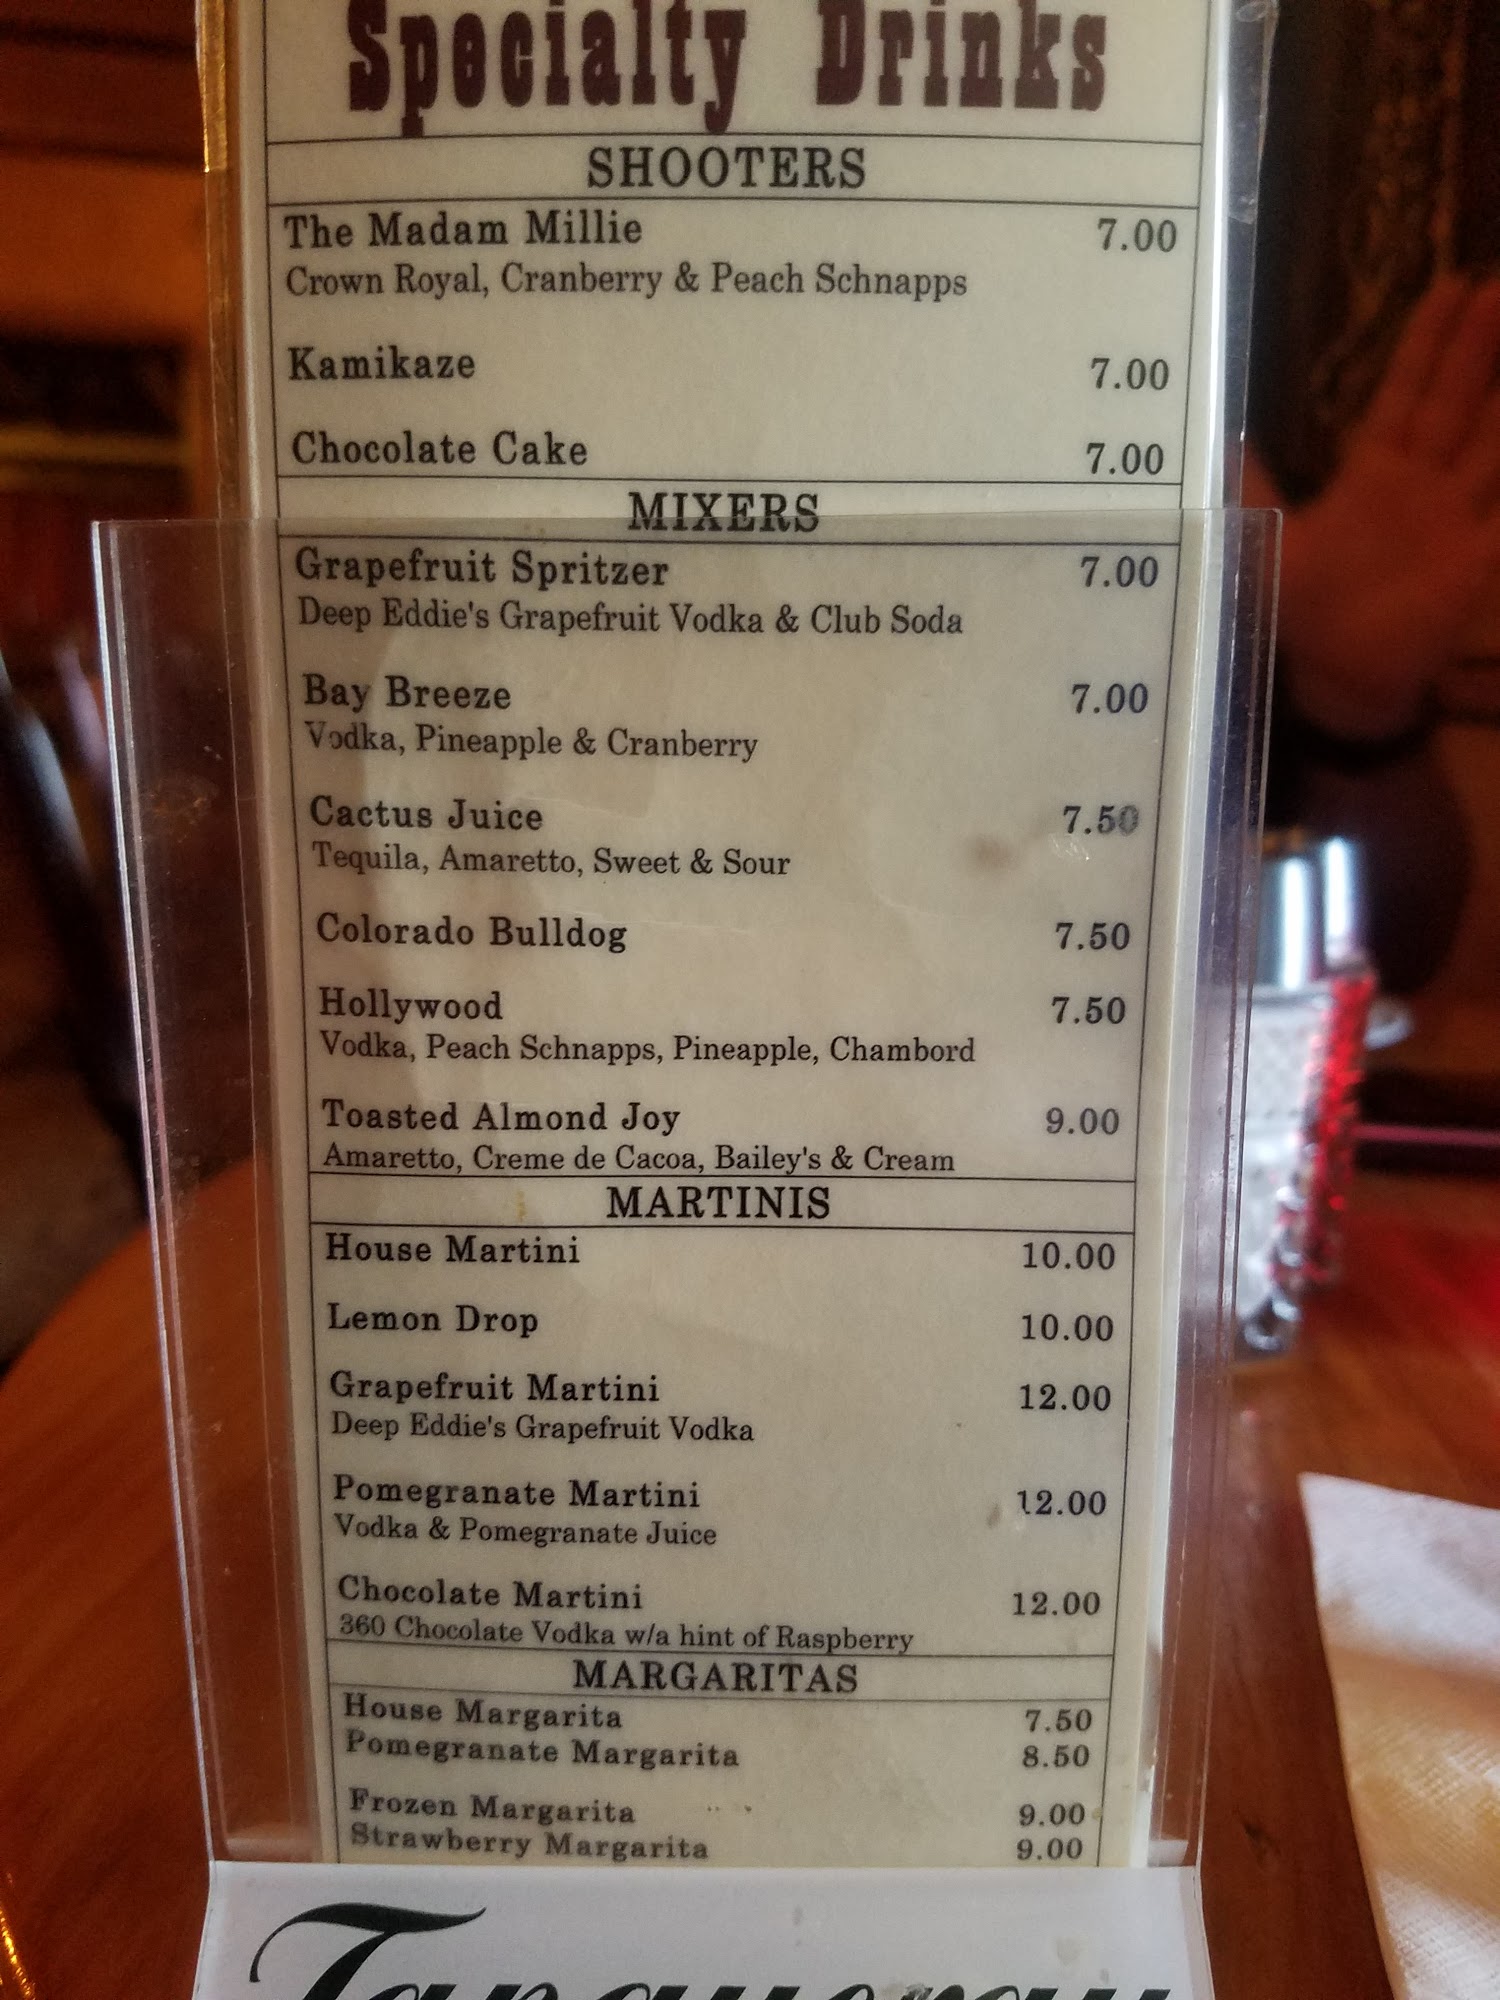 Specialty Drinks
SHOOTERS
The Madam Millie 7.00
Crown Royal, Cranberry & Peach Schnapps
Kamikaze 7.00
Chocolate Cake 7.00
MIXERS
Grapefruit Spritzer 7.00
Deep Eddie's Grapefruit Vodka & Club Soda
Bay Breeze 7.00
Vodka, Pineapple & Cranberry
Cactus Juice 7.50
Tequila, Amaretto, Sweet & Sour
Colorado Bulldog 7.50
Hollywood 7.50
Vodka, Peach Schnapps, Pineapple, Chambord
Toasted Almond Joy 9.00
Amaretto, Creme de Cacoa, Bailey's & Cream
MARTINIS
House Martini 10.00
Lemon Drop 10.00
Grapefruit Martini 12.00
Deep Eddie's Grapefruit Vodka
Pomegranate Martini 12.00
Vodka & Pomegranate Juice
Chocolate Martini 12.00
360 Chocolate Vodka w/a hint of Raspberry
MARGARITAS
House Margarita 7.50
Pomegranate Margarita 8.50
Frozen Margarita 9.00
Strawberry Margarita 9.00
Tanqueray